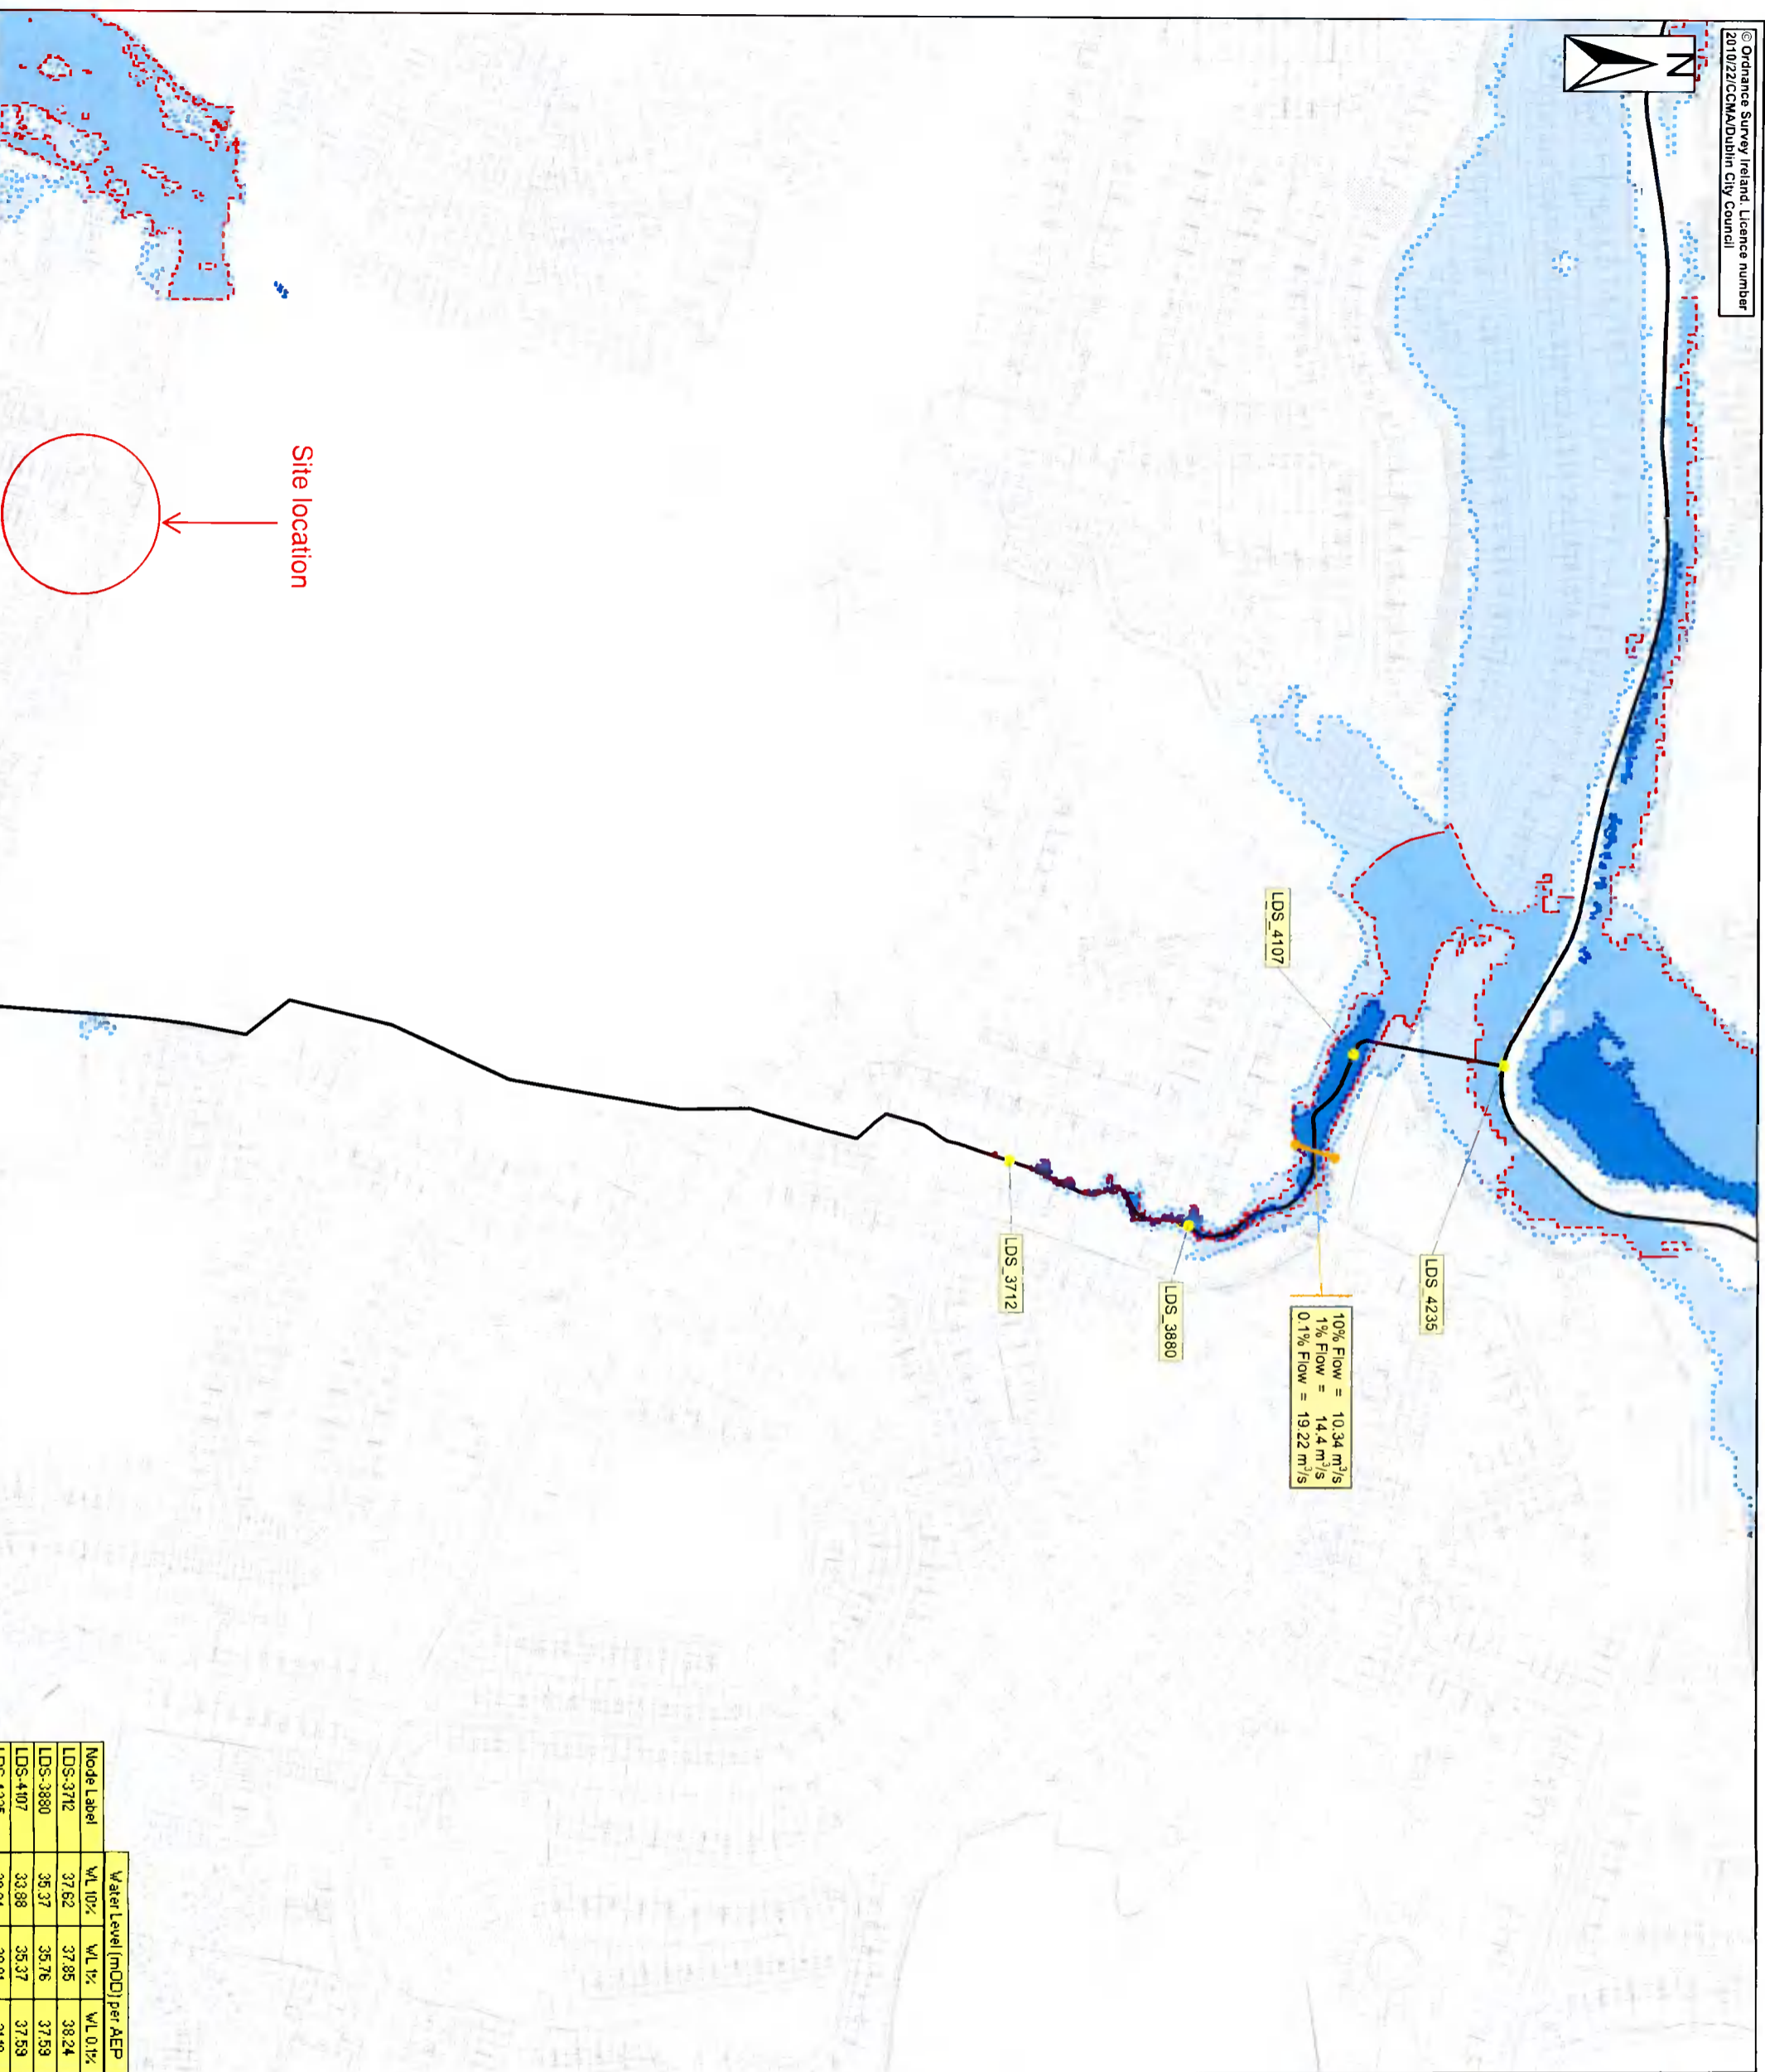 © Ordnance Survey Ireland. Licence number
2010/22/CCMA/Dublin City Council
N
LDS_4235
10% Flow = 10.34 m³/s
1% Flow = 14.4 m³/s
0.1% Flow = 19.22 m³/s
LDS_4107
LDS_3880
LDS_3712
Site location
Water Level (mOD) per AEP
Node Label WL 10% WL 1% WL 0.1%
LDS-3712 37.62 37.85 38.24
LDS-3880 35.37 35.76 37.59
LDS-4107 33.88 35.37 37.59